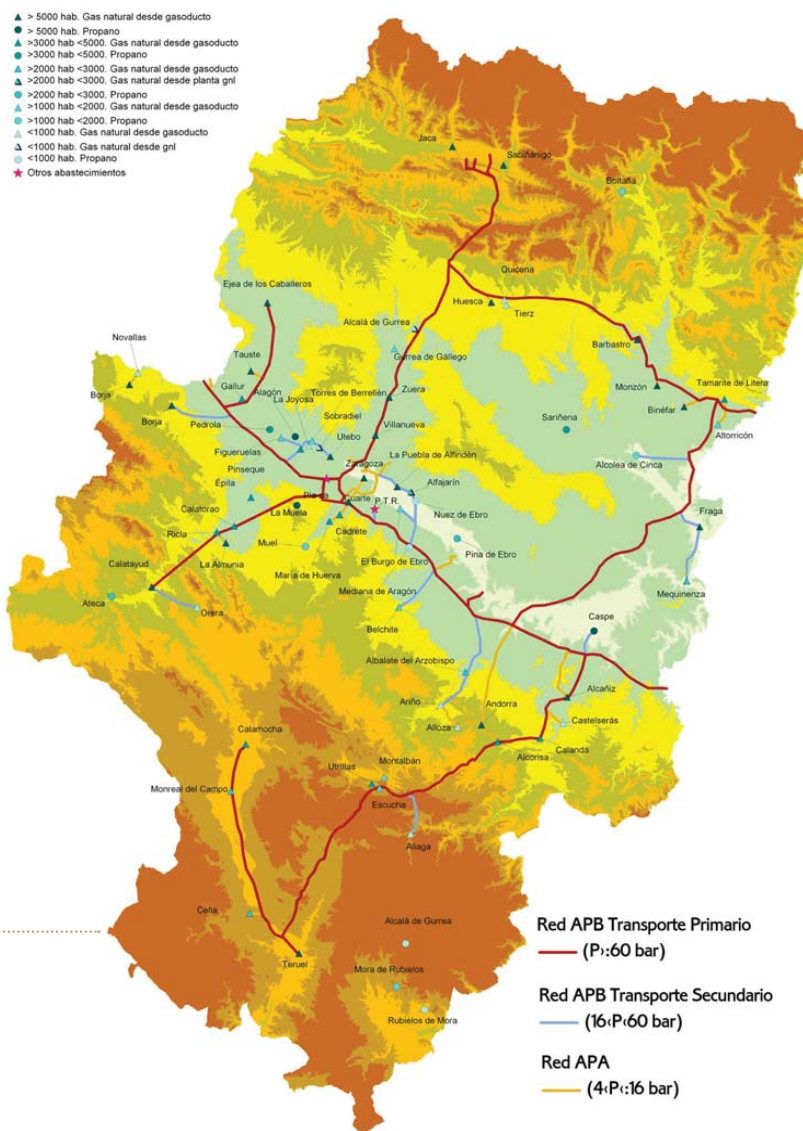 > 5000 hab. Gas natural desde gasoducto
> 5000 hab. Propano
>3000 hab <5000. Gas natural desde gasoducto
>3000 hab <5000. Propano
>2000 hab <3000. Gas natural desde gasoducto
>2000 hab <3000. Gas natural desde planta gnl
>2000 hab <3000. Propano
>1000 hab <2000. Gas natural desde gasoducto
>1000 hab <2000. Propano
<1000 hab. Gas natural desde gasoducto
<1000 hab. Gas natural desde gnl
<1000 hab. Propano
Otros abastecimientos
Jaca
Sabiñánigo
Boltaña
Quicena
Ejea de los Caballeros
Huesca
Tierz
Alcalá de Gurrea
Novallas
Gurrea de Gállego
Barbastro
Tauste
Borja
Gallur
Alagón
La Joyosa
Torres de Berrellén
Zuera
Monzón
Tamarite de Litera
Binéfar
Borja
Pedrola
Sobradiel
Villanueva
Sariñena
Altorricón
Figueruelas
Utebo
Pinseque
Zaragoza
La Puebla de Alfindén
Alcolea de Cinca
Épila
Pla-za
Cuarte
P.T.R.
Alfajarín
Calatorao
La Muela
Nuez de Ebro
Fraga
Ricla
Cadrete
La Almunia
Muel
María de Huerva
El Burgo de Ebro
Pina de Ebro
Calatayud
Mediana de Aragón
Mequinenza
Ateca
Orera
Belchite
Caspe
Albalate del Arzobispo
Ariño
Andorra
Alcañiz
Alloza
Castelserás
Calamocha
Calanda
Alcorisa
Montalbán
Utrillas
Monreal del Campo
Escucha
Aliaga
Cella
Alcalá de Gurrea
Teruel
Mora de Rubielos
Rubielos de Mora
Red APB Transporte Primario
(P›:60 bar)
Red APB Transporte Secundario
(16‹P‹60 bar)
Red APA
(4‹P‹:16 bar)